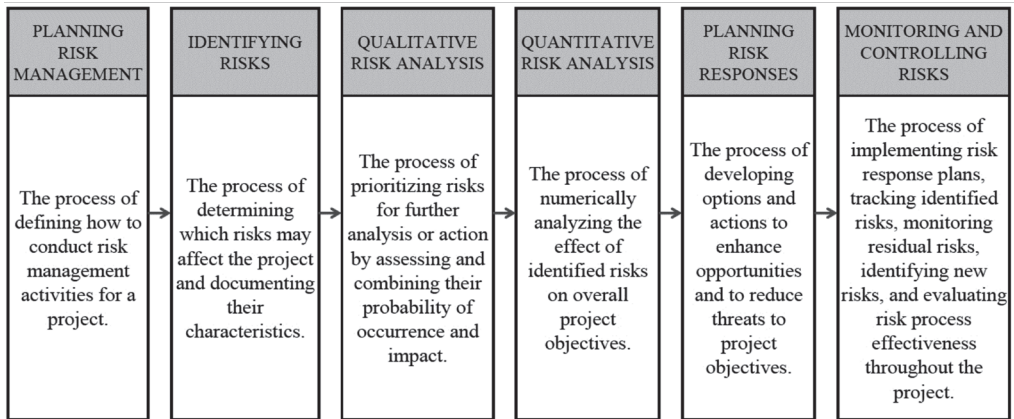 PLANNING
RISK
MANAGEMENT
The process of
defining how to
conduct risk
management
activities for a
project.
IDENTIFYING
RISKS
The process of
determining
which risks may
affect the project
and documenting
their
characteristics.
QUALITATIVE
RISK ANALYSIS
The process of
prioritizing risks
for further
analysis or action
by assessing and
combining their
probability of
occurrence and
impact.
QUANTITATIVE
RISK ANALYSIS
The process of
numerically
analyzing the
effect of
identified risks
on overall
project
objectives.
PLANNING
RISK
RESPONSES
The process of
developing
options and
actions to
enhance
opportunities
and to reduce
threats to
project
objectives.
MONITORING AND
CONTROLLING
RISKS
The process of
implementing risk
response plans,
tracking identified
risks, monitoring
residual risks,
identifying new
risks, and evaluating
risk process
effectiveness
throughout the
project.